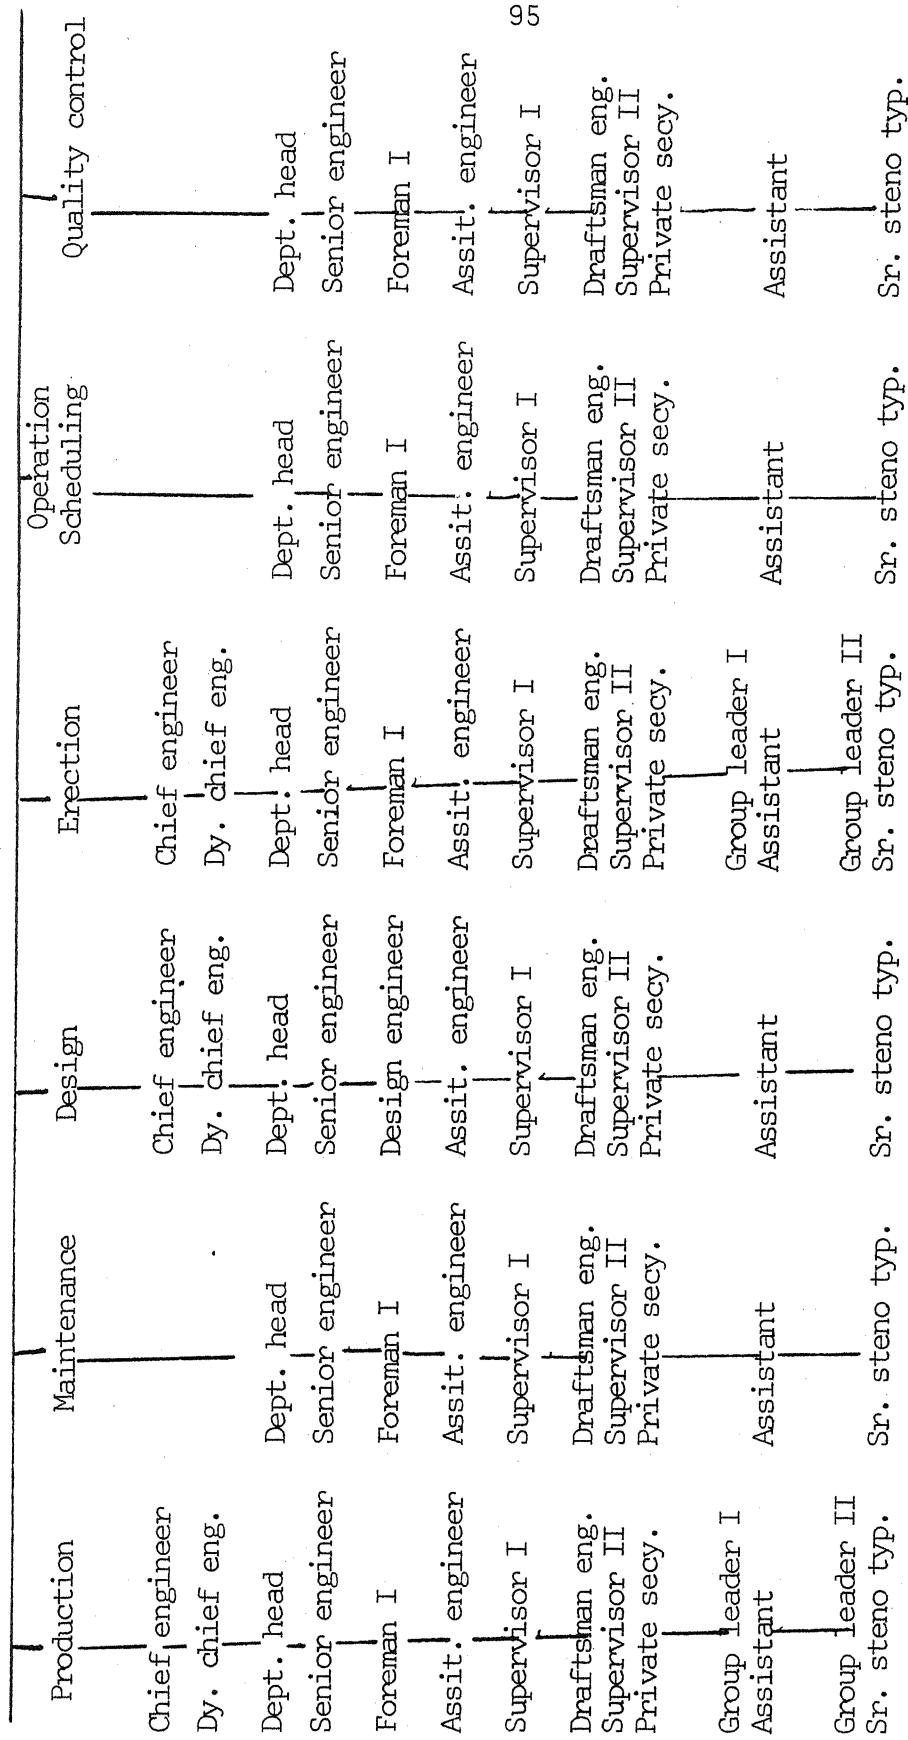 95
Production
Chief engineer
Dy. chief eng.
Dept. head
Senior engineer
Foreman I
Assit. engineer
Supervisor I
Draftsman eng.
Supervisor II
Private secy.
Group leader I
Assistant
Group leader II
Sr. steno typ.
Maintenance
Dept. head
Senior engineer
Foreman I
Assit. engineer
Supervisor I
Draftsman eng.
Supervisor II
Private secy.
Assistant
Sr. steno typ.
Design
Chief engineer
Dy. chief eng.
Dept. head
Senior engineer
Design engineer
Assit. engineer
Supervisor I
Draftsman eng.
Supervisor II
Private secy.
Assistant
Sr. steno typ.
Erection
Chief engineer
Dy. chief eng.
Dept. head
Senior engineer
Foreman I
Assit. engineer
Supervisor I
Draftsman eng.
Supervisor II
Private secy.
Group leader I
Assistant
Group leader II
Sr. steno typ.
Operation
Scheduling
Dept. head
Senior engineer
Foreman I
Assit. engineer
Supervisor I
Draftsman eng.
Supervisor II
Private secy.
Assistant
Sr. steno typ.
Quality control
Dept. head
Senior engineer
Foreman I
Assit. engineer
Supervisor I
Draftsman eng.
Supervisor II
Private secy.
Assistant
Sr. steno typ.